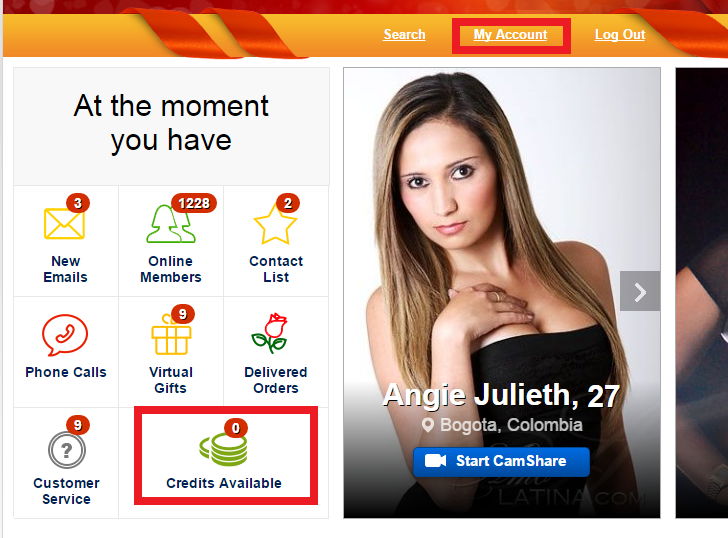 Search
My Account
Log Out
At the moment
you have
3
New
Emails
1228
Online
Members
2
Contact
List
Phone Calls
9
Virtual
Gifts
Delivered
Orders
9
?
Customer
Service
0
Credits Available
Angie Julieth, 27
Bogota, Colombia
Start CamShare
LATINA.COM